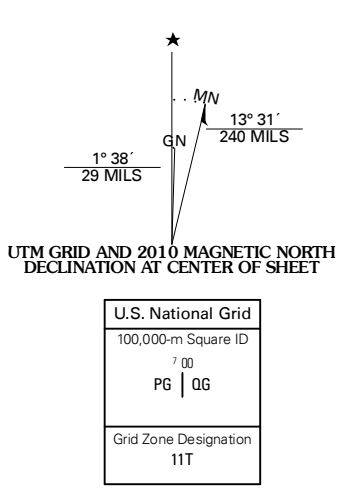 MN
13° 31´
240 MILS
GN
1° 38´
29 MILS
UTM GRID AND 2010 MAGNETIC NORTH
DECLINATION AT CENTER OF SHEET
U.S. National Grid
100,000-m Square ID
7 00
PG QG
Grid Zone Designation
11T